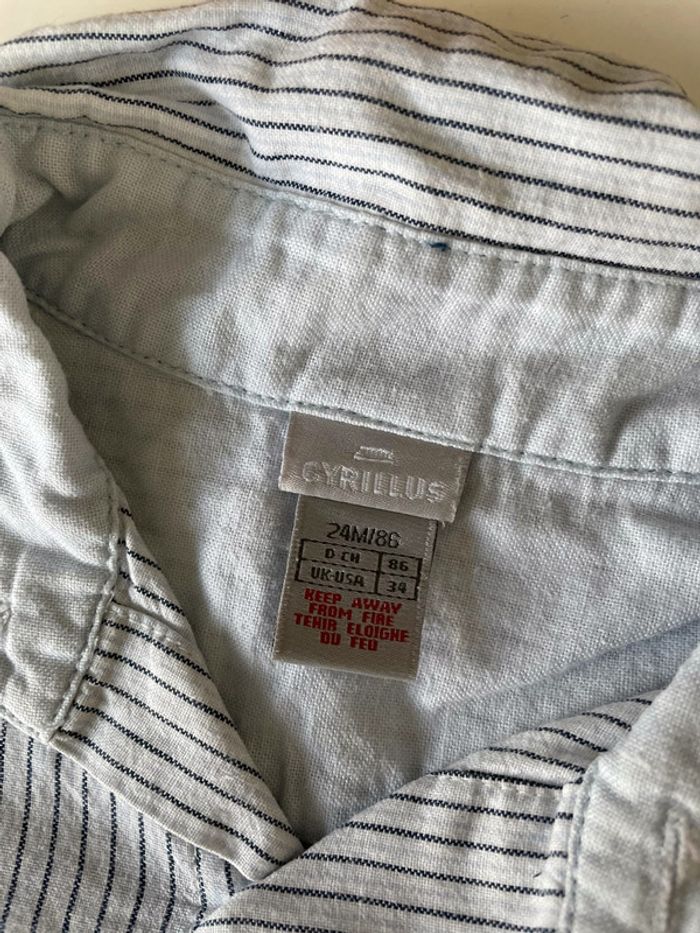 CYRILLUS
24M/86
D-CH 86
UK-USA 34
KEEP AWAY
FROM FIRE
TENIR ELOIGNE
DU FEU